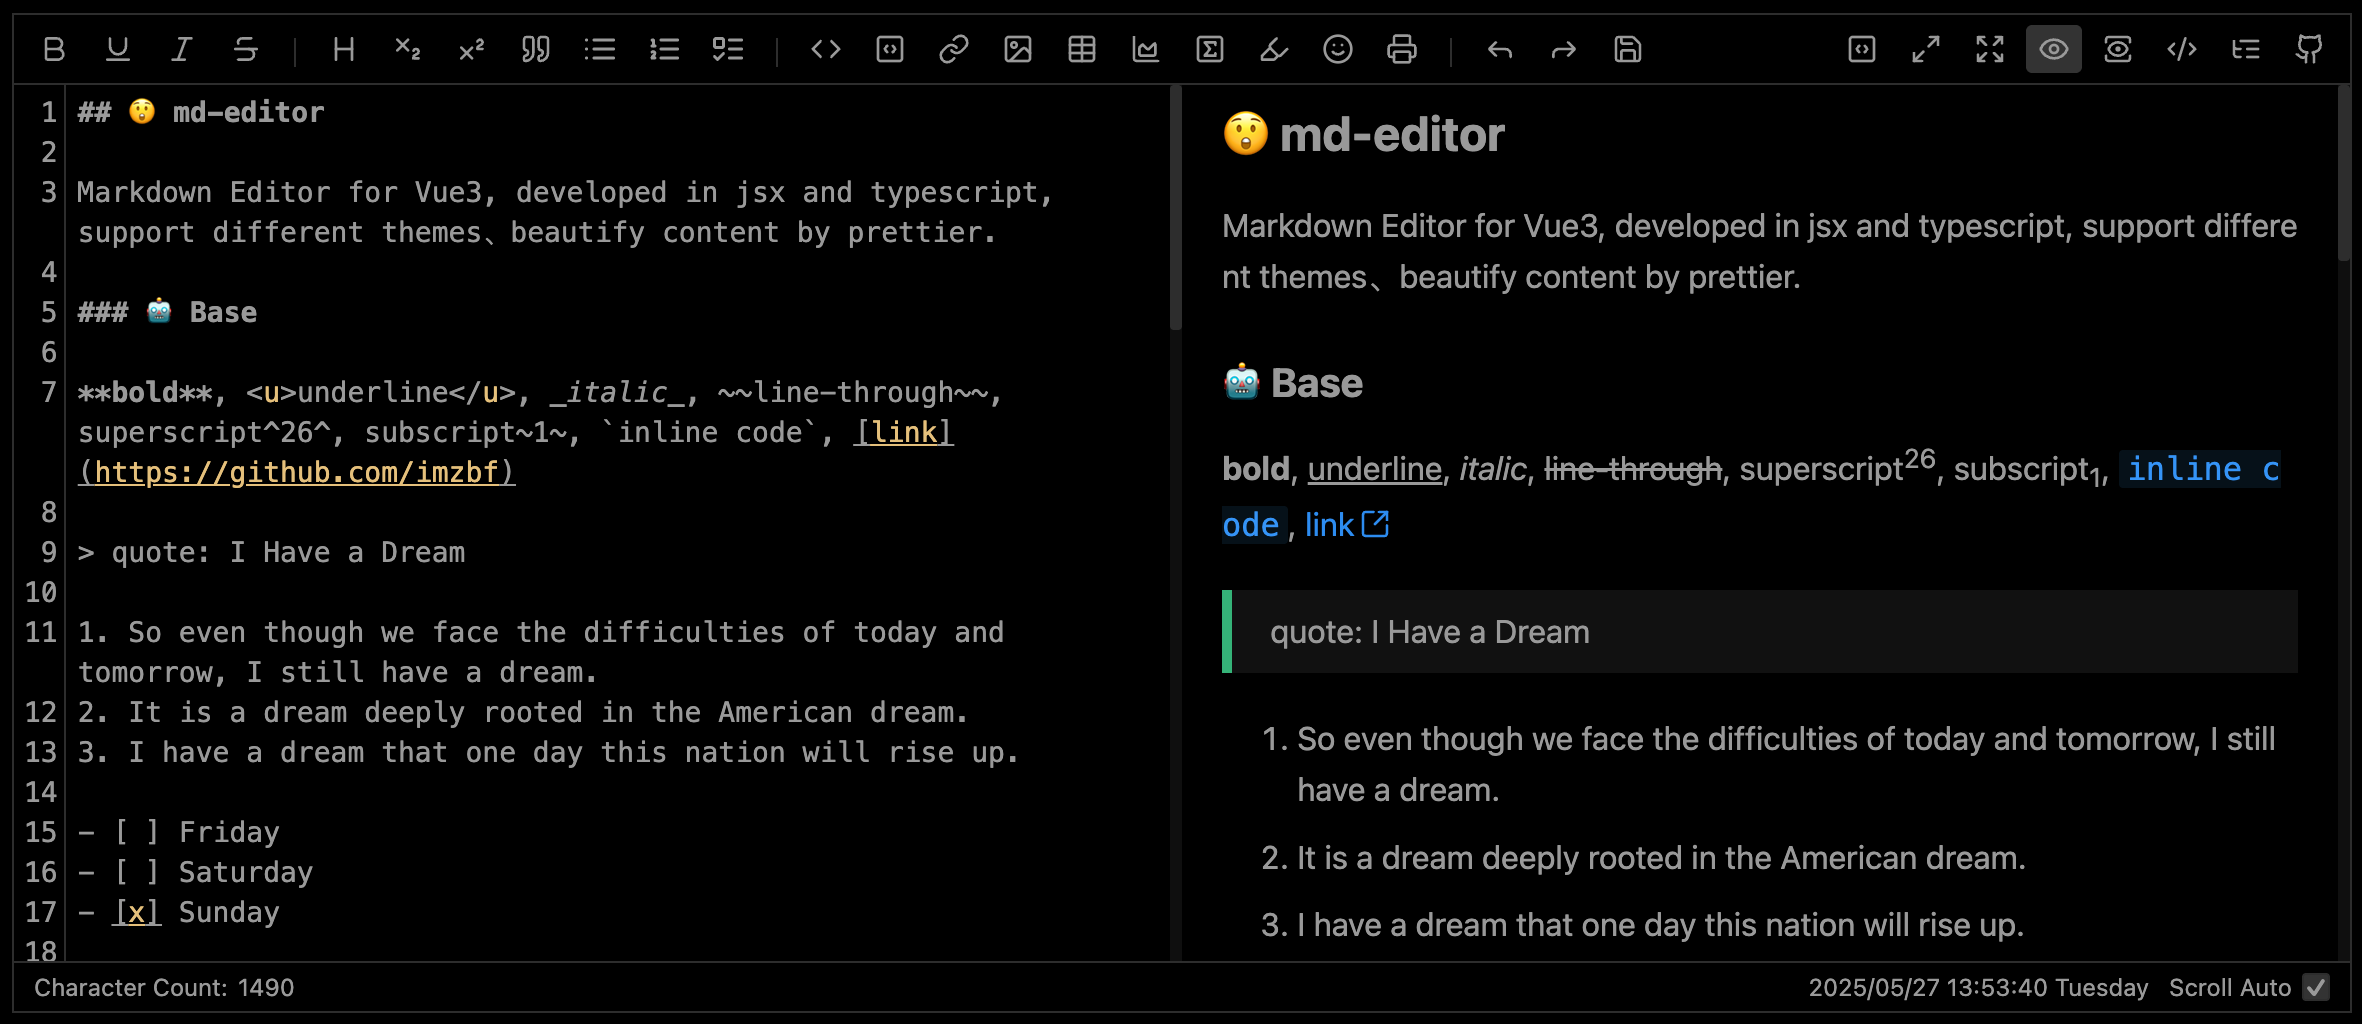 1 ## 😲 md-editor
2
3 Markdown Editor for Vue3, developed in jsx and typescript,
support different themes、beautify content by prettier.
4
5 ### 🤖 Base
6
7 **bold**, <u>underline</u>, _italic_, ~~line-through~~,
superscript^26^, subscript~1~, `inline code`, [link]
(https://github.com/imzbf)
8
9 > quote: I Have a Dream
10
11 1. So even though we face the difficulties of today and
tomorrow, I still have a dream.
12 2. It is a dream deeply rooted in the American dream.
13 3. I have a dream that one day this nation will rise up.
14
15 - [ ] Friday
16 - [ ] Saturday
17 - [x] Sunday
18
😲 md-editor
Markdown Editor for Vue3, developed in jsx and typescript, support differe
nt themes、beautify content by prettier.
🤖 Base
bold, underline, italic, line-through, superscript26, subscript1, inline c
ode, link
quote: I Have a Dream
1. So even though we face the difficulties of today and tomorrow, I still
have a dream.
2. It is a dream deeply rooted in the American dream.
3. I have a dream that one day this nation will rise up.
Character Count: 1490
2025/05/27 13:53:40 Tuesday Scroll Auto